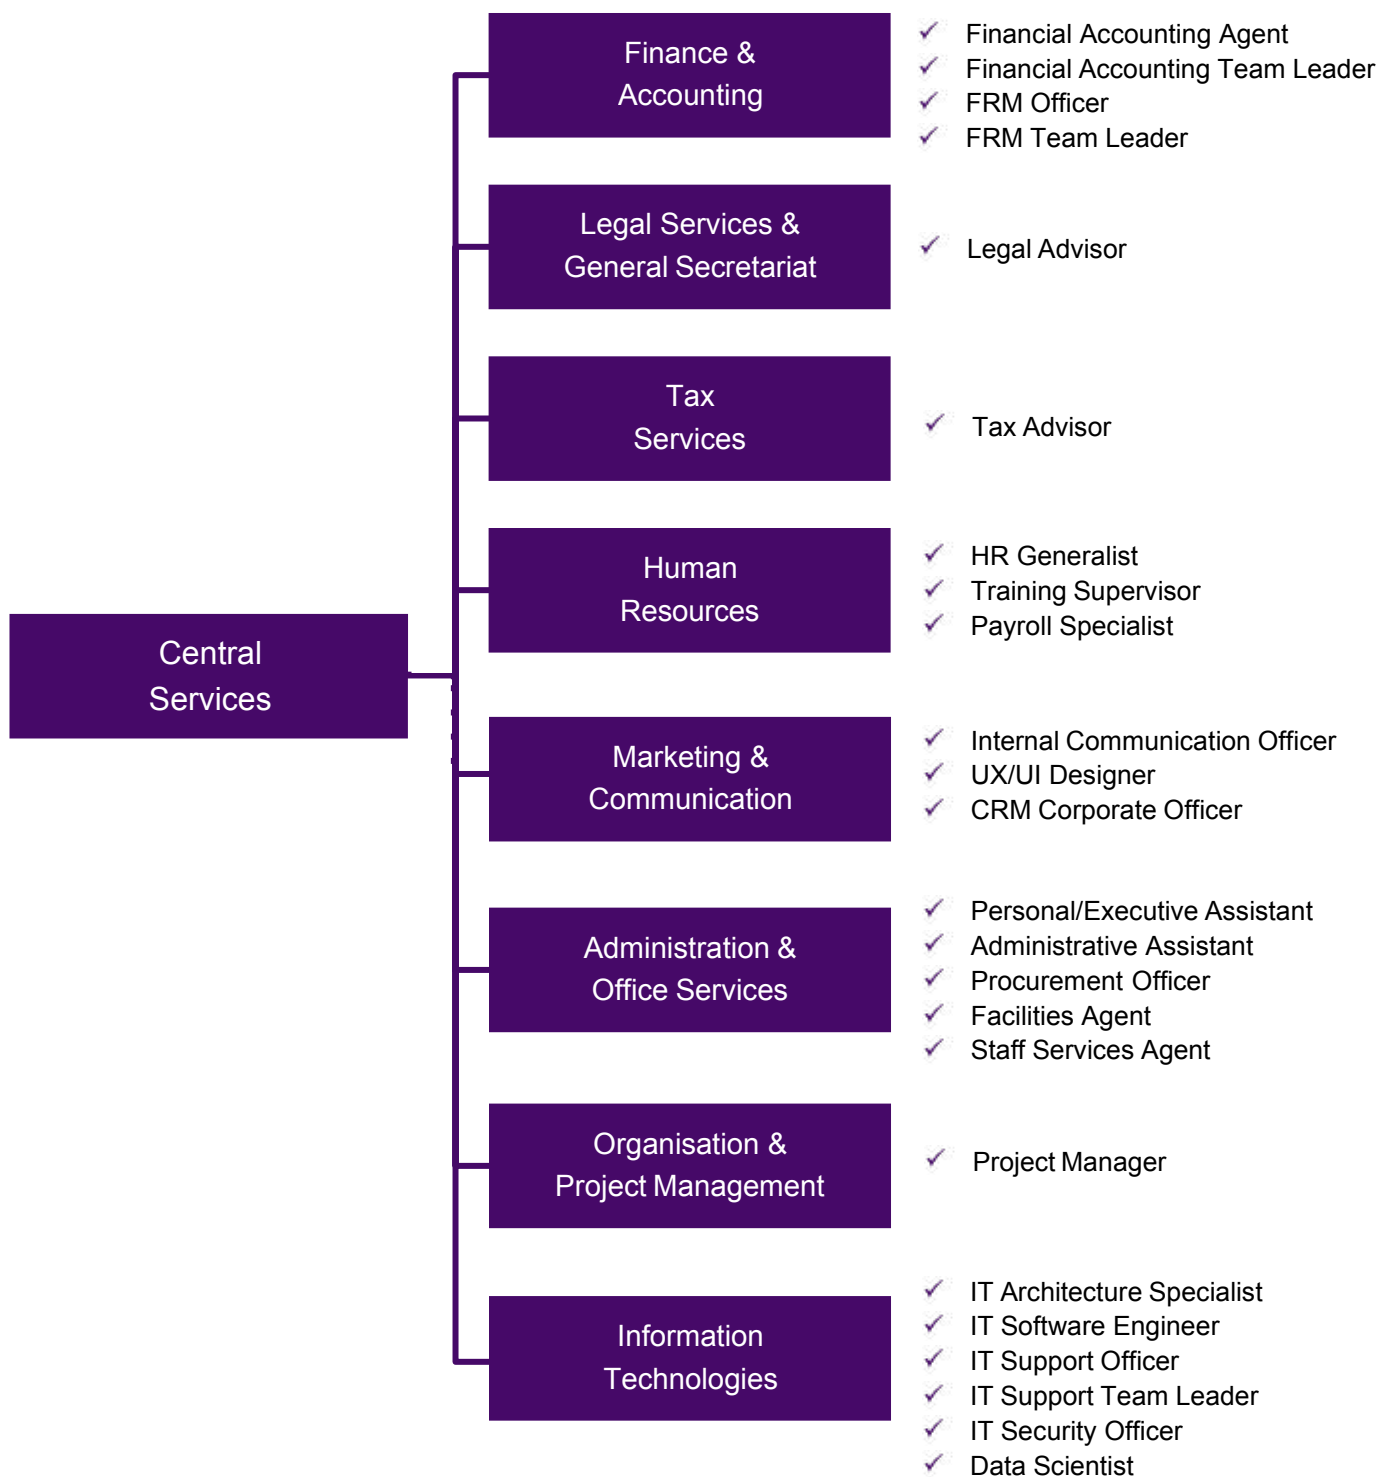 Finance &
Accounting
Financial Accounting Agent
Financial Accounting Team Leader
FRM Officer
FRM Team Leader
Legal Services &
General Secretariat
Legal Advisor
Tax
Services
Tax Advisor
Human
Resources
HR Generalist
Training Supervisor
Payroll Specialist
Central
Services
Marketing &
Communication
Internal Communication Officer
UX/UI Designer
CRM Corporate Officer
Administration &
Office Services
Personal/Executive Assistant
Administrative Assistant
Procurement Officer
Facilities Agent
Staff Services Agent
Organisation &
Project Management
Project Manager
Information
Technologies
IT Architecture Specialist
IT Software Engineer
IT Support Officer
IT Support Team Leader
IT Security Officer
Data Scientist